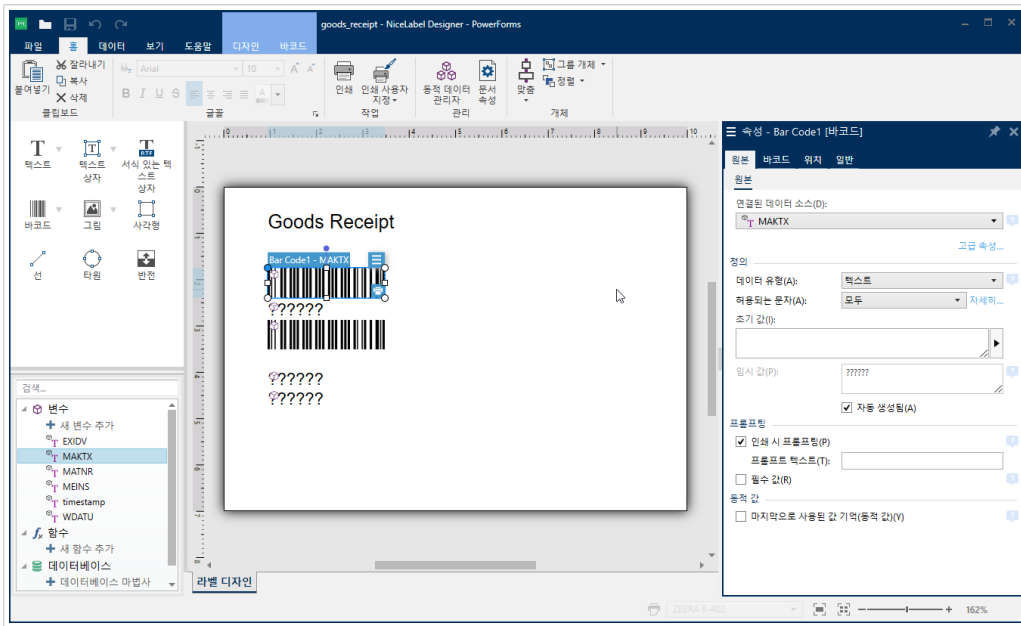 goods_receipt - NiceLabel Designer - PowerForms
파일 홈 데이터 보기 도움말 디자인 바코드
붙여넣기 잘라내기 복사 삭제
Arial 10
B I U S A
인쇄 인쇄 사용자 지정 동적 데이터 관리자 문서 속성 맞춤 그룹 개체 정렬
클립보드 글꼴 작업 관리 개체
T 텍스트
T 텍스트 상자
T RTF 서식 있는 텍스트 상자
바코드 그림 사각형
선 타원 반전
검색...
변수
새 변수 추가
EXIDV
MAKTX
MATNR
MEINS
timestamp
WDATU
함수
새 함수 추가
데이터베이스
데이터베이스 마법사
0 1 2 3 4 5 6 7 8 9 10
Goods Receipt
Bar Code1 - MAKTX
??????
??????
??????
라벨 디자인
속성 - Bar Code1 [바코드]
원본 바코드 위치 일반
원본
연결된 데이터 소스(D):
MAKTX
고급 속성...
정의
데이터 유형(A): 텍스트
허용되는 문자(A): 모두 자세히...
초기 값(I):
임시 값(P): ??????
자동 생성됨(A)
프롬프팅
인쇄 시 프롬프팅(P)
프롬프트 텍스트(T):
필수 값(R)
동적 값
마지막으로 사용된 값 기억(동적 값)(Y)
ZEBRA R-402
162%